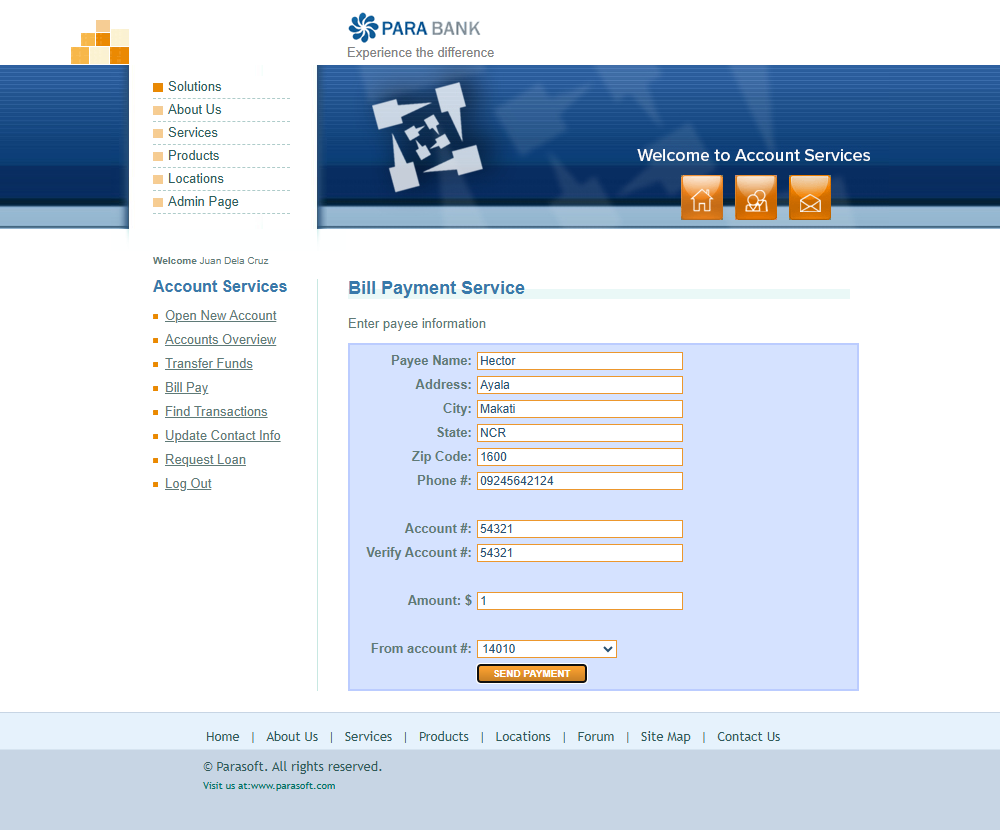 PARA BANK
Experience the difference
Solutions
About Us
Services
Products
Locations
Admin Page
Welcome to Account Services
Welcome Juan Dela Cruz
Account Services
Open New Account
Accounts Overview
Transfer Funds
Bill Pay
Find Transactions
Update Contact Info
Request Loan
Log Out
Bill Payment Service
Enter payee information
Payee Name: Hector
Address: Ayala
City: Makati
State: NCR
Zip Code: 1600
Phone #: 09245642124
Account #: 54321
Verify Account #: 54321
Amount: $ 1
From account #: 14010
SEND PAYMENT
Home | About Us | Services | Products | Locations | Forum | Site Map | Contact Us
© Parasoft. All rights reserved.
Visit us at:www.parasoft.com